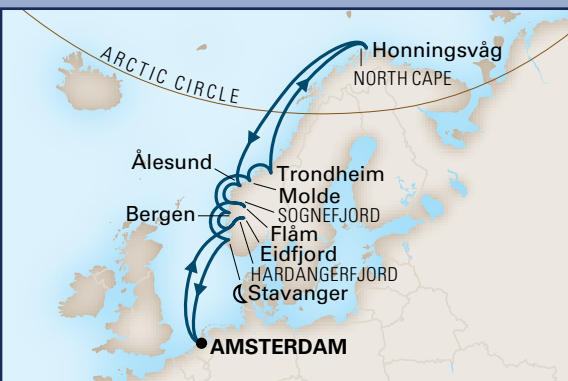 ARCTIC CIRCLE
Honningsvåg
NORTH CAPE
Ålesund
Trondheim
Molde
SOGNEFJORD
Bergen
Flåm
Eidfjord
HARDANGERFJORD
Stavanger
AMSTERDAM